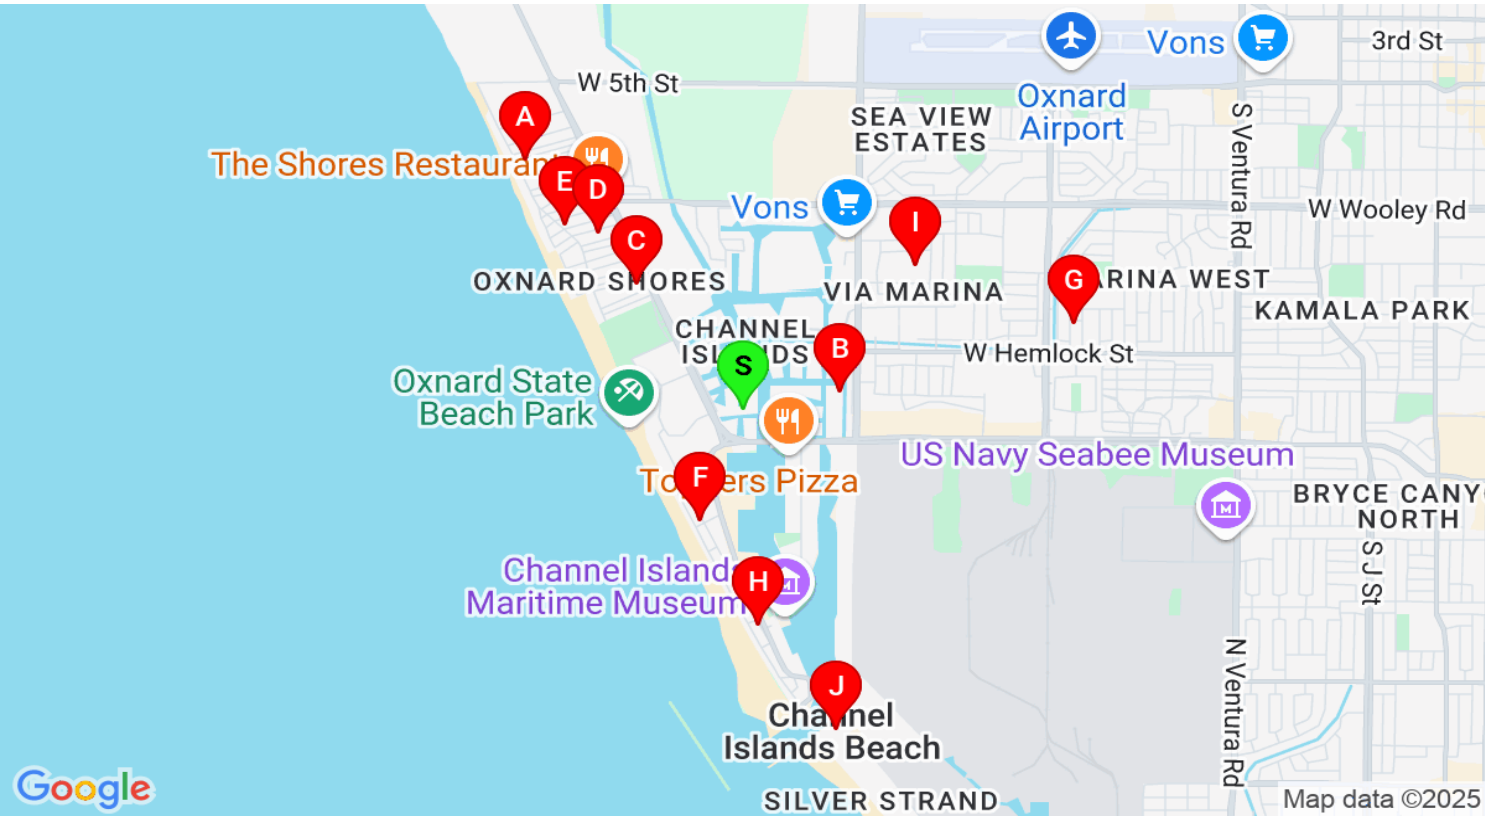 3rd St
Vons
W 5th St
Oxnard
Airport
SEA VIEW
ESTATES
S Ventura Rd
A
The Shores Restaurant
E
D
Vons
I
W Wooley Rd
C
OXNARD SHORES
VIA MARINA
G
ARINA WEST
KAMALA PARK
CHANNEL
ISLANDS
B
W Hemlock St
S
Oxnard State
Beach Park
US Navy Seabee Museum
F
To ers Pizza
BRYCE CANY
NORTH
S J St
Channel Islands
Maritime Museum
H
N Ventura Rd
J
Channel
Islands Beach
Google
SILVER STRAND
Map data ©2025